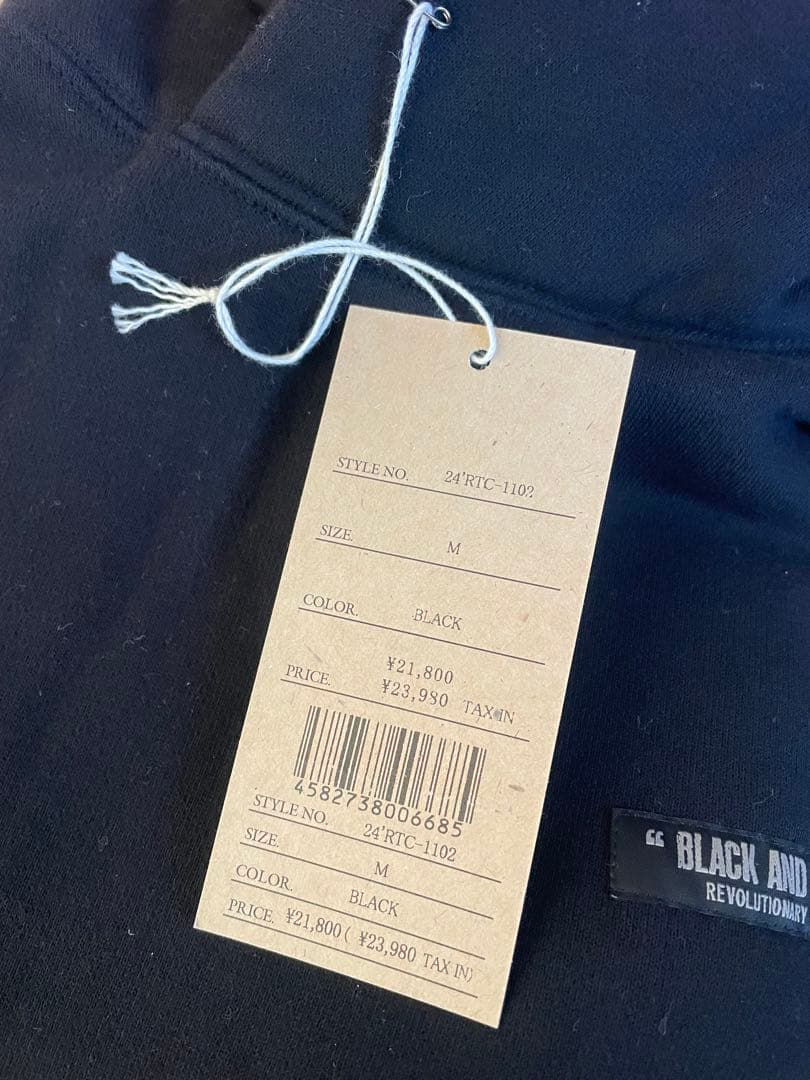 STYLE NO. 24'RTC-1102
SIZE. M
COLOR. BLACK
¥21,800
PRICE. ¥23,980 TAX IN
4582738006685
STYLE NO. 24'RTC-1102
SIZE. M
COLOR. BLACK
PRICE. ¥21,800( ¥23,980 TAX IN)
“ BLACK AND
REVOLUTIONARY